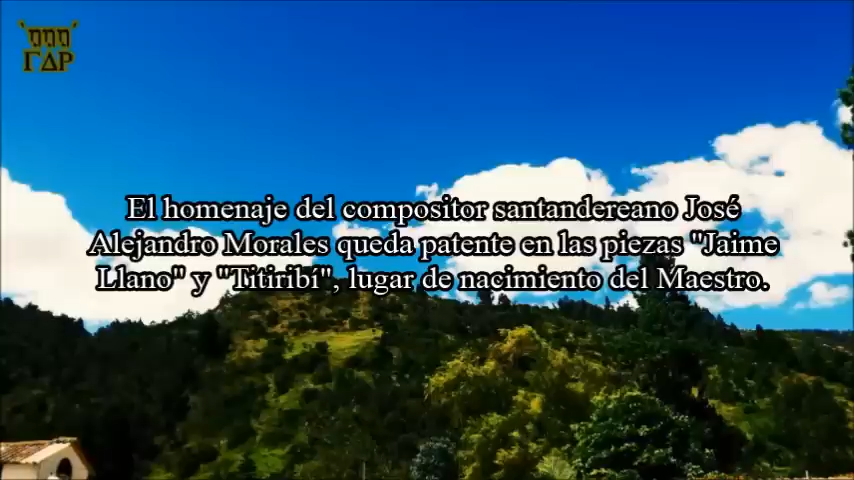 ΓΔΡ
El homenaje del compositor santandereano José
Alejandro Morales queda patente en las piezas "Jaime
Llano" y "Titiribí", lugar de nacimiento del Maestro.